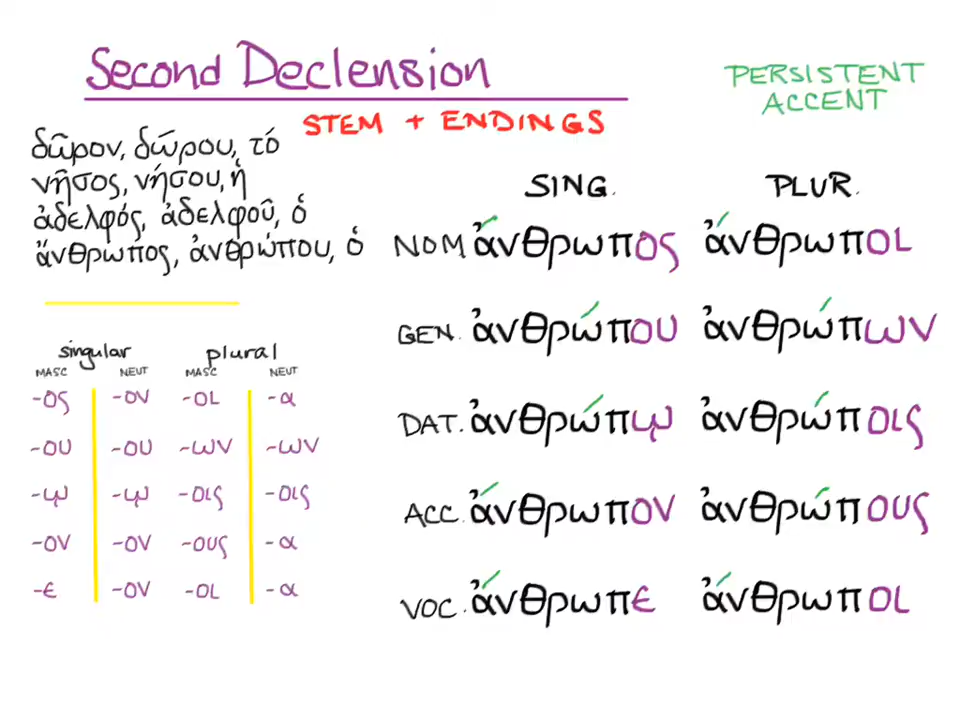 Second Declension
PERSISTENT
ACCENT
STEM + ENDINGS
δῶρον, δώρου, τό
νῆσος, νήσου, ἡ
ἀδελφός, ἀδελφοῦ, ὁ
ἄνθρωπος, ἀνθρώπου, ὁ
singular plural
MASC NEUT MASC NEUT
-ος -ον -οι -α
-ου -ου -ων -ων
-ῳ -ῳ -οις -οις
-ον -ον -ους -α
-ε -ον -οι -α
SING. PLUR.
NOM ἄνθρωπος ἄνθρωποι
GEN. ἀνθρώπου ἀνθρώπων
DAT. ἀνθρώπῳ ἀνθρώποις
ACC. ἄνθρωπον ἀνθρώπους
VOC. ἄνθρωπε ἄνθρωποι